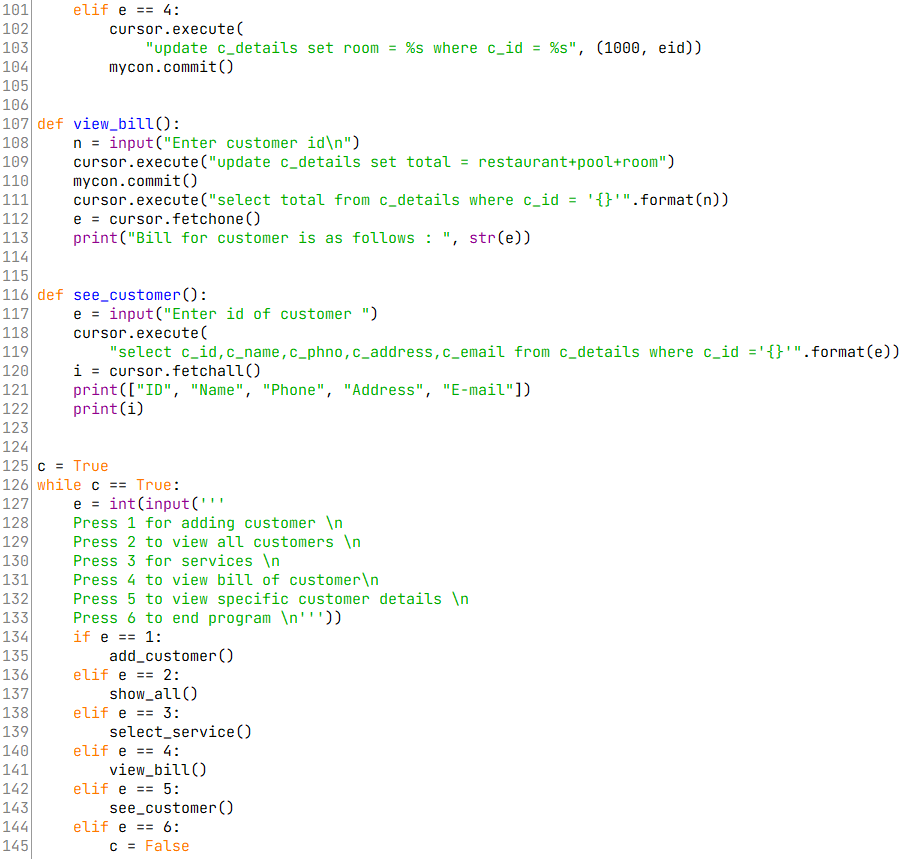 101     elif e == 4:
102         cursor.execute(
103             "update c_details set room = %s where c_id = %s", (1000, eid))
104         mycon.commit()
105
106
107 def view_bill():
108     n = input("Enter customer id\n")
109     cursor.execute("update c_details set total = restaurant+pool+room")
110     mycon.commit()
111     cursor.execute("select total from c_details where c_id = '{}'".format(n))
112     e = cursor.fetchone()
113     print("Bill for customer is as follows : ", str(e))
114
115
116 def see_customer():
117     e = input("Enter id of customer ")
118     cursor.execute(
119         "select c_id,c_name,c_phno,c_address,c_email from c_details where c_id ='{}'".format(e))
120     i = cursor.fetchall()
121     print(["ID", "Name", "Phone", "Address", "E-mail"])
122     print(i)
123
124
125 c = True
126 while c == True:
127     e = int(input('''
128     Press 1 for adding customer \n
129     Press 2 to view all customers \n
130     Press 3 for services \n
131     Press 4 to view bill of customer\n
132     Press 5 to view specific customer details \n
133     Press 6 to end program \n'''))
134     if e == 1:
135         add_customer()
136     elif e == 2:
137         show_all()
138     elif e == 3:
139         select_service()
140     elif e == 4:
141         view_bill()
142     elif e == 5:
143         see_customer()
144     elif e == 6:
145         c = False